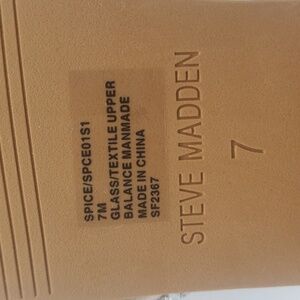 SPICE/SPCE01S1
7M
GLASS/TEXTILE UPPER
BALANCE MANMADE
MADE IN CHINA
SF2367
STEVE MADDEN
7